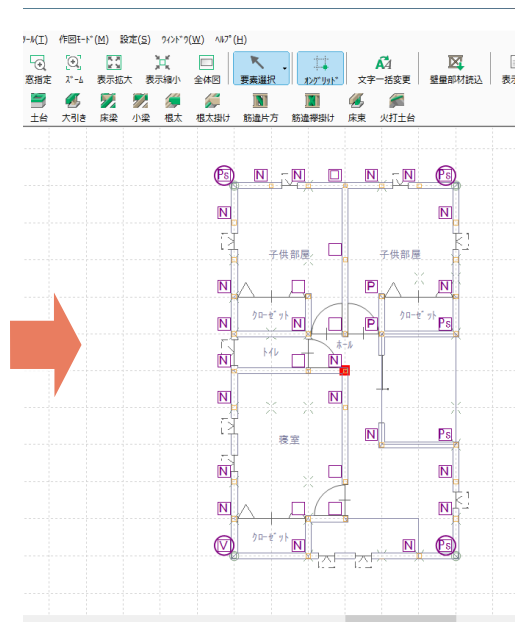 ﾂｰﾙ(T) 作図ﾓｰﾄﾞ(M) 設定(S) ｳｨﾝﾄﾞｳ(W) ﾍﾙﾌﾟ(H)
窓指定 ｽﾞｰﾑ 表示拡大 表示縮小 全体図 要素選択 ｵﾝｸﾞﾘｯﾄﾞ 文字一括変更 壁量部材読込 表示
土台 大引き 床梁 小梁 根太 根太掛け 筋違片方 筋違襷掛け 床束 火打土台
Ps N N N N Ps
N N
子供部屋 子供部屋
N P N
ｸﾛｰｾﾞｯﾄ ｸﾛｰｾﾞｯﾄ
N N P Ps
ﾎｰﾙ
ﾄｲﾚ
N N
N N
寝室
N Ps
N N
N N
ｸﾛｰｾﾞｯﾄ
V N N Ps